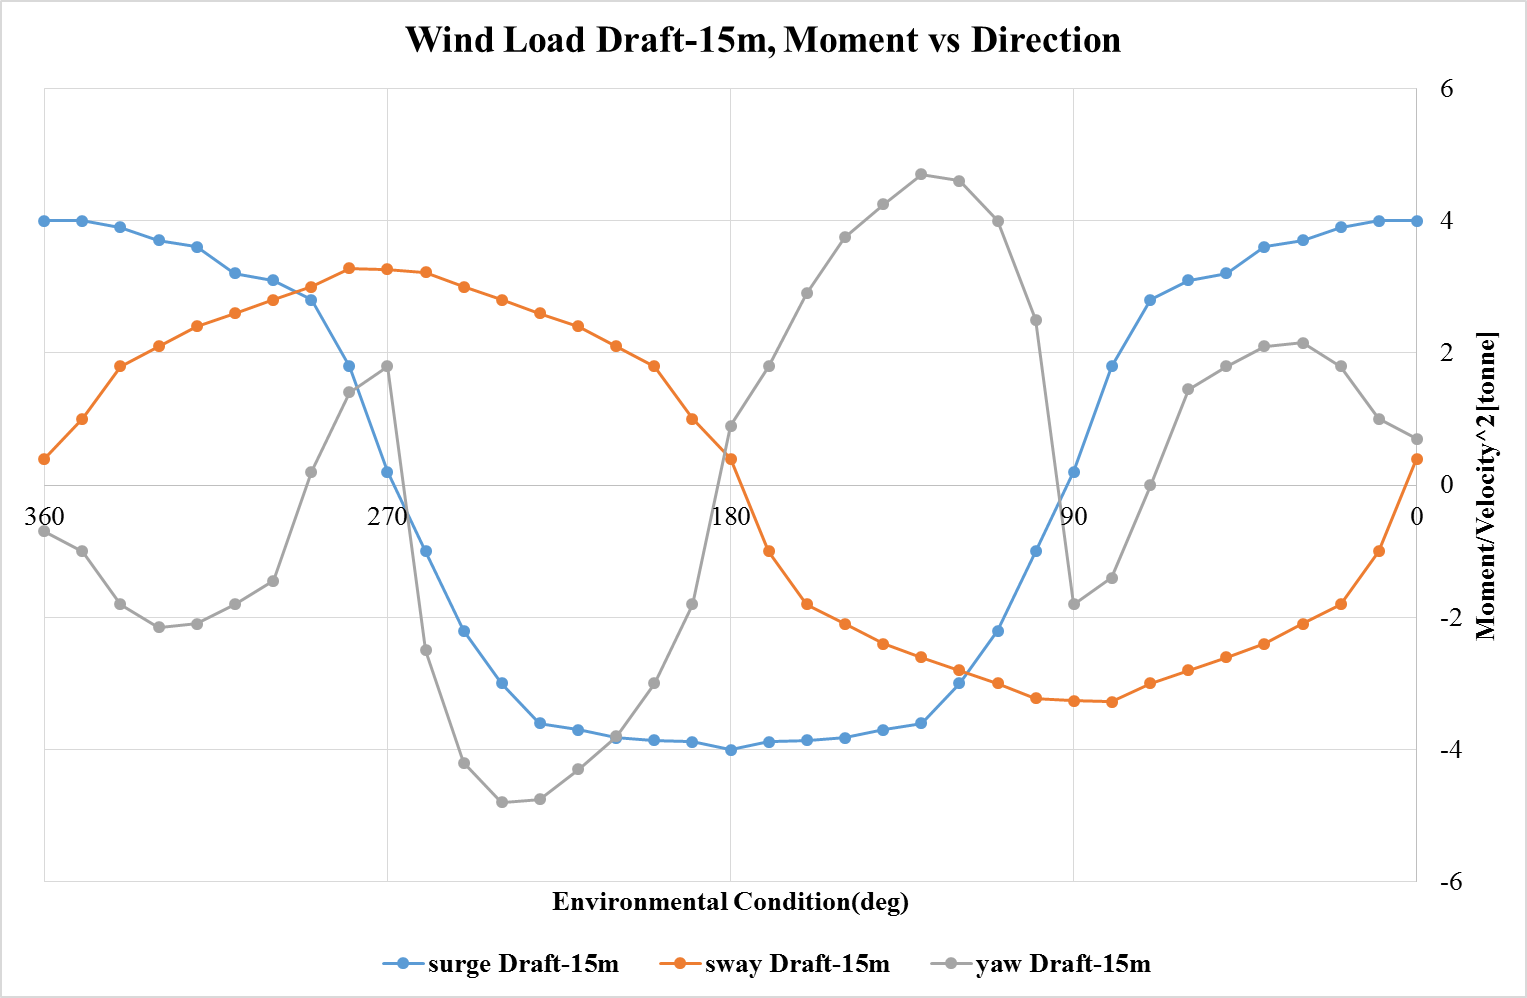 Wind Load Draft-15m, Moment vs Direction
6
4
2
0
-2
-4
-6
Moment/Velocity^2[tonne]
360
270
180
90
0
Environmental Condition(deg)
surge Draft-15m
sway Draft-15m
yaw Draft-15m